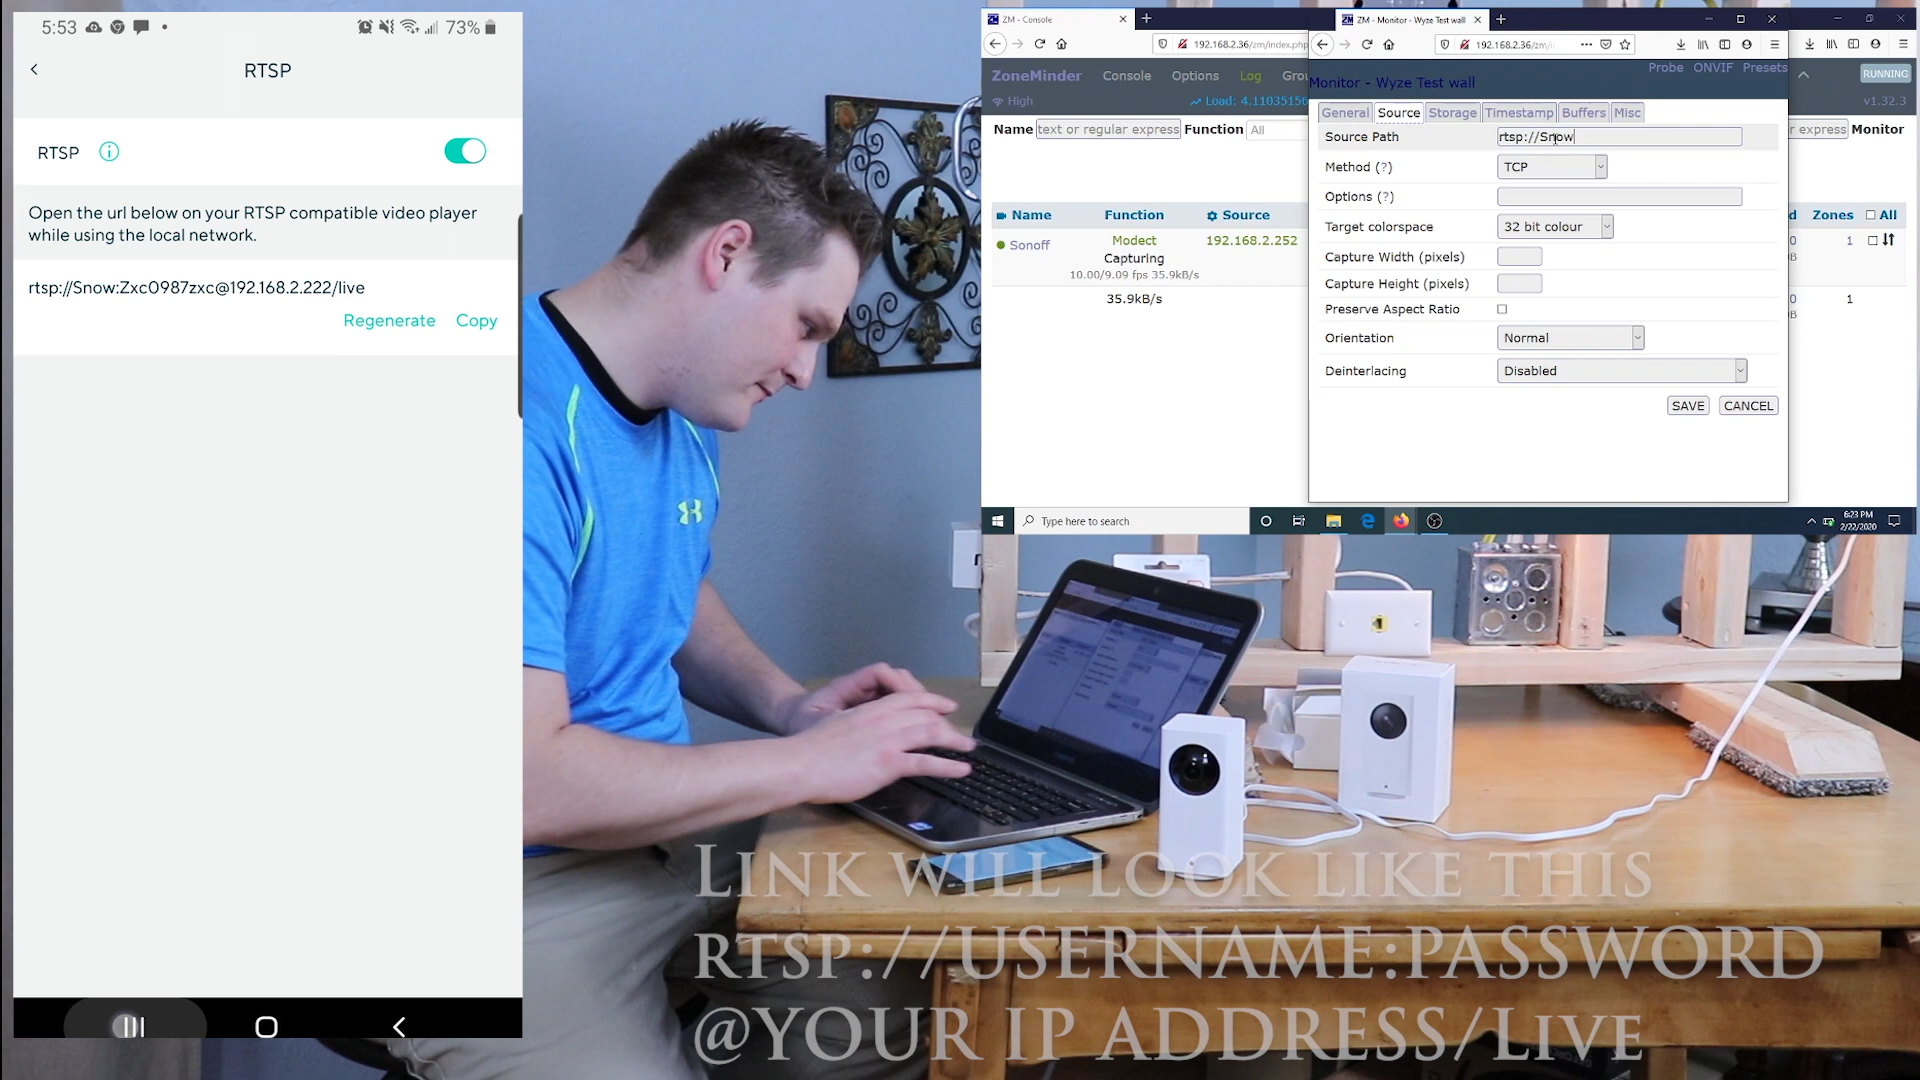 5:53
73%
RTSP
RTSP
Open the url below on your RTSP compatible video player
while using the local network.
rtsp://Snow:Zxc0987zxc@192.168.2.222/live
Regenerate Copy
ZM - Console
192.168.2.36/zm/index.php
ZoneMinder Console Options Log Grou
High Load: 4.11035156
Name text or regular express Function All
Name Function Source
Sonoff Modect 192.168.2.252
Capturing
10.00/9.09 fps 35.9kB/s
35.9kB/s
ZM - Monitor - Wyze Test wall
192.168.2.36/zm/i
Probe ONVIF Presets
Monitor - Wyze Test wall
General Source Storage Timestamp Buffers Misc
Source Path rtsp://Snow
Method (?) TCP
Options (?)
Target colorspace 32 bit colour
Capture Width (pixels)
Capture Height (pixels)
Preserve Aspect Ratio
Orientation Normal
Deinterlacing Disabled
SAVE CANCEL
RUNNING
v1.32.3
r express Monitor
d Zones All
0 1
0 1
Type here to search
6:23 PM
2/22/2020
LINK WILL LOOK LIKE THIS
RTSP://USERNAME:PASSWORD
@YOUR IP ADDRESS/LIVE